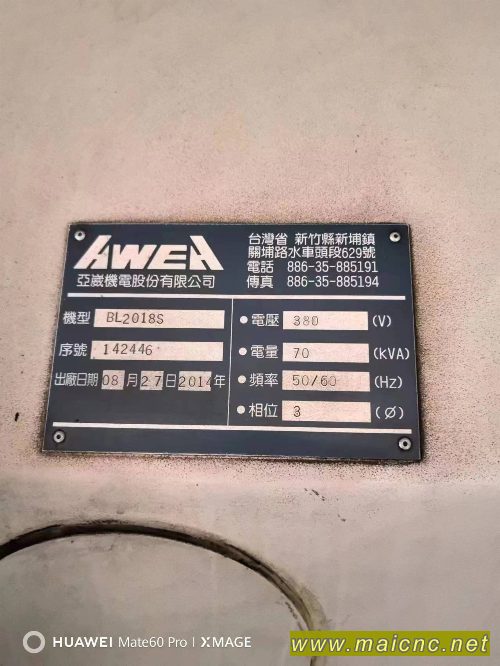 AWEA
亞崴機電股份有限公司
台灣省 新竹縣新埔鎮
關埔路水車頭段629號
電話 886-35-885191
傳真 886-35-885194
機型 BL2018S
序號 142446
出廠日期 08 月 27 日 2014 年
電壓 380 (V)
電量 70 (kVA)
頻率 50/60 (Hz)
相位 3 (Ø)
HUAWEI Mate60 Pro | XMAGE
www.maicnc.net